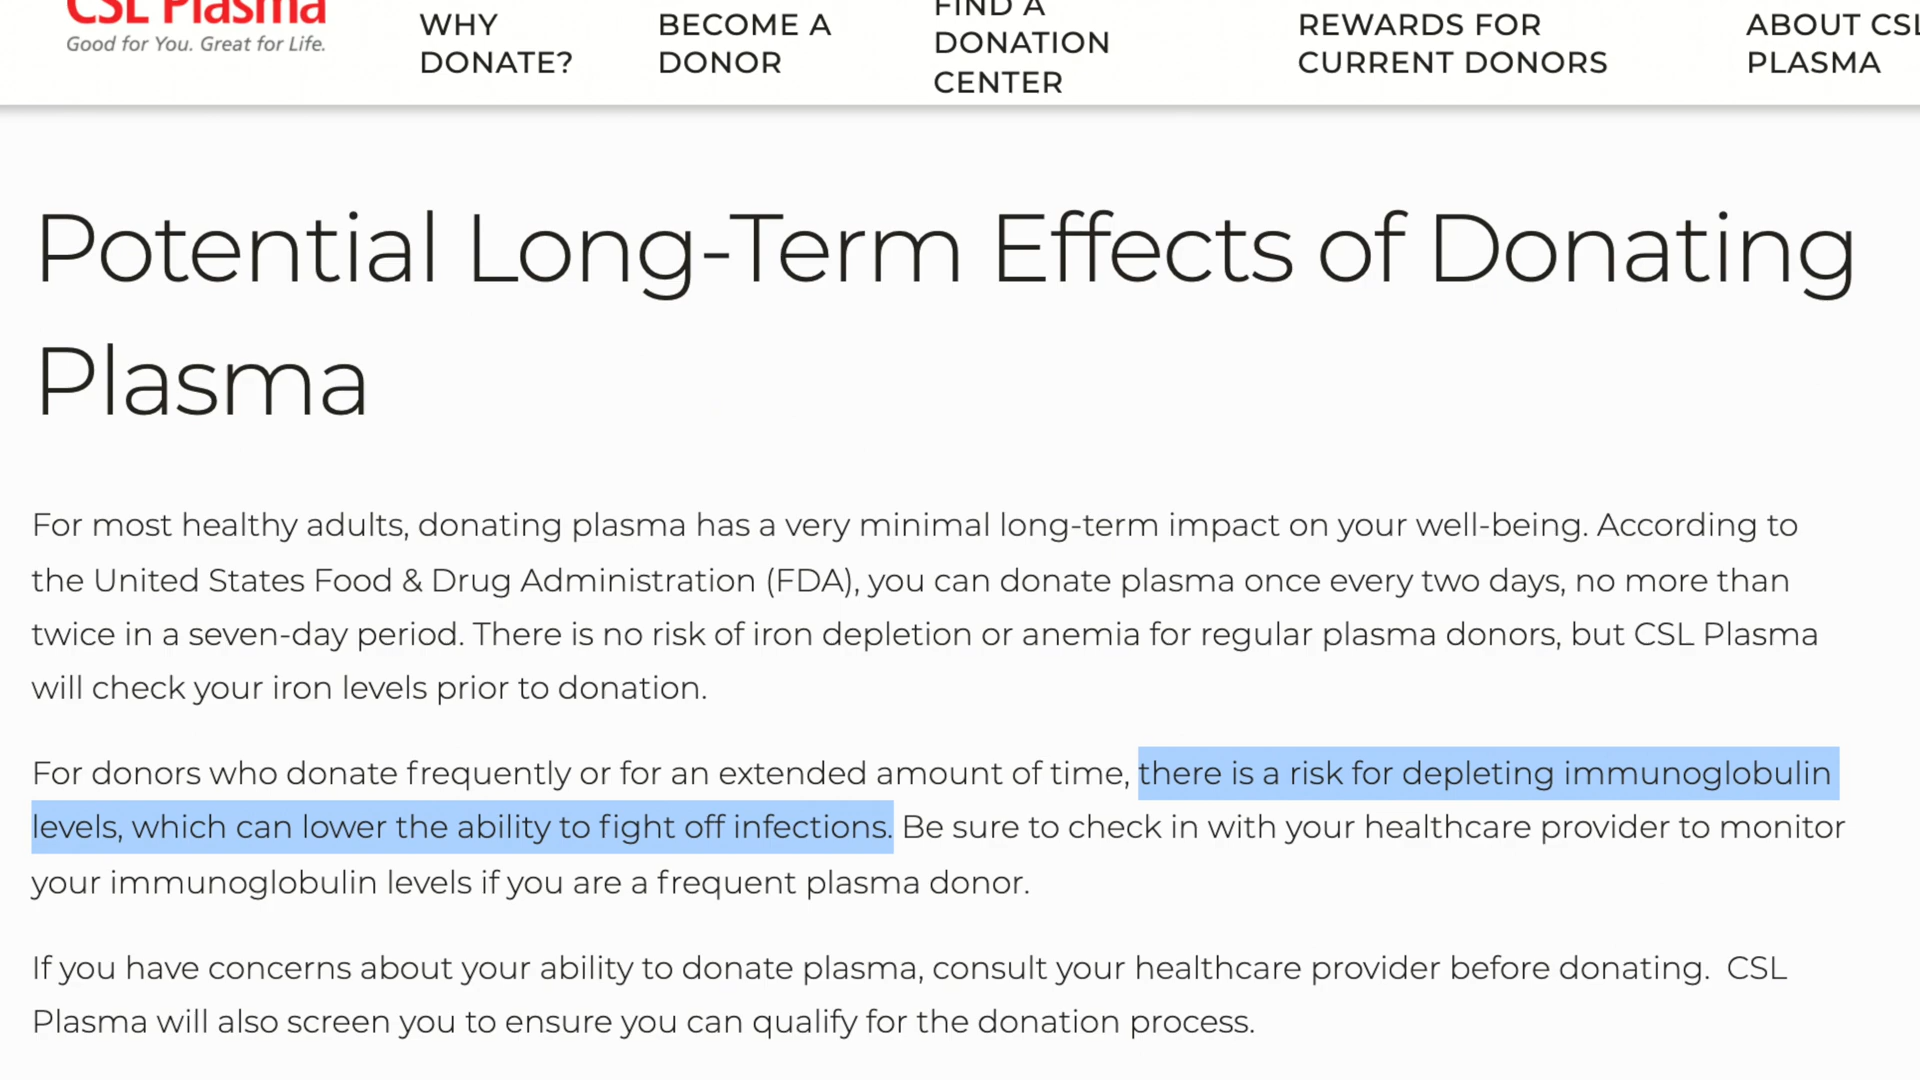 CSL Plasma
Good for You. Great for Life.
WHY
DONATE?
BECOME A
DONOR
FIND A
DONATION
CENTER
REWARDS FOR
CURRENT DONORS
ABOUT CSL
PLASMA
Potential Long-Term Effects of Donating
Plasma
For most healthy adults, donating plasma has a very minimal long-term impact on your well-being. According to
the United States Food & Drug Administration (FDA), you can donate plasma once every two days, no more than
twice in a seven-day period. There is no risk of iron depletion or anemia for regular plasma donors, but CSL Plasma
will check your iron levels prior to donation.
For donors who donate frequently or for an extended amount of time, there is a risk for depleting immunoglobulin
levels, which can lower the ability to fight off infections. Be sure to check in with your healthcare provider to monitor
your immunoglobulin levels if you are a frequent plasma donor.
If you have concerns about your ability to donate plasma, consult your healthcare provider before donating. CSL
Plasma will also screen you to ensure you can qualify for the donation process.